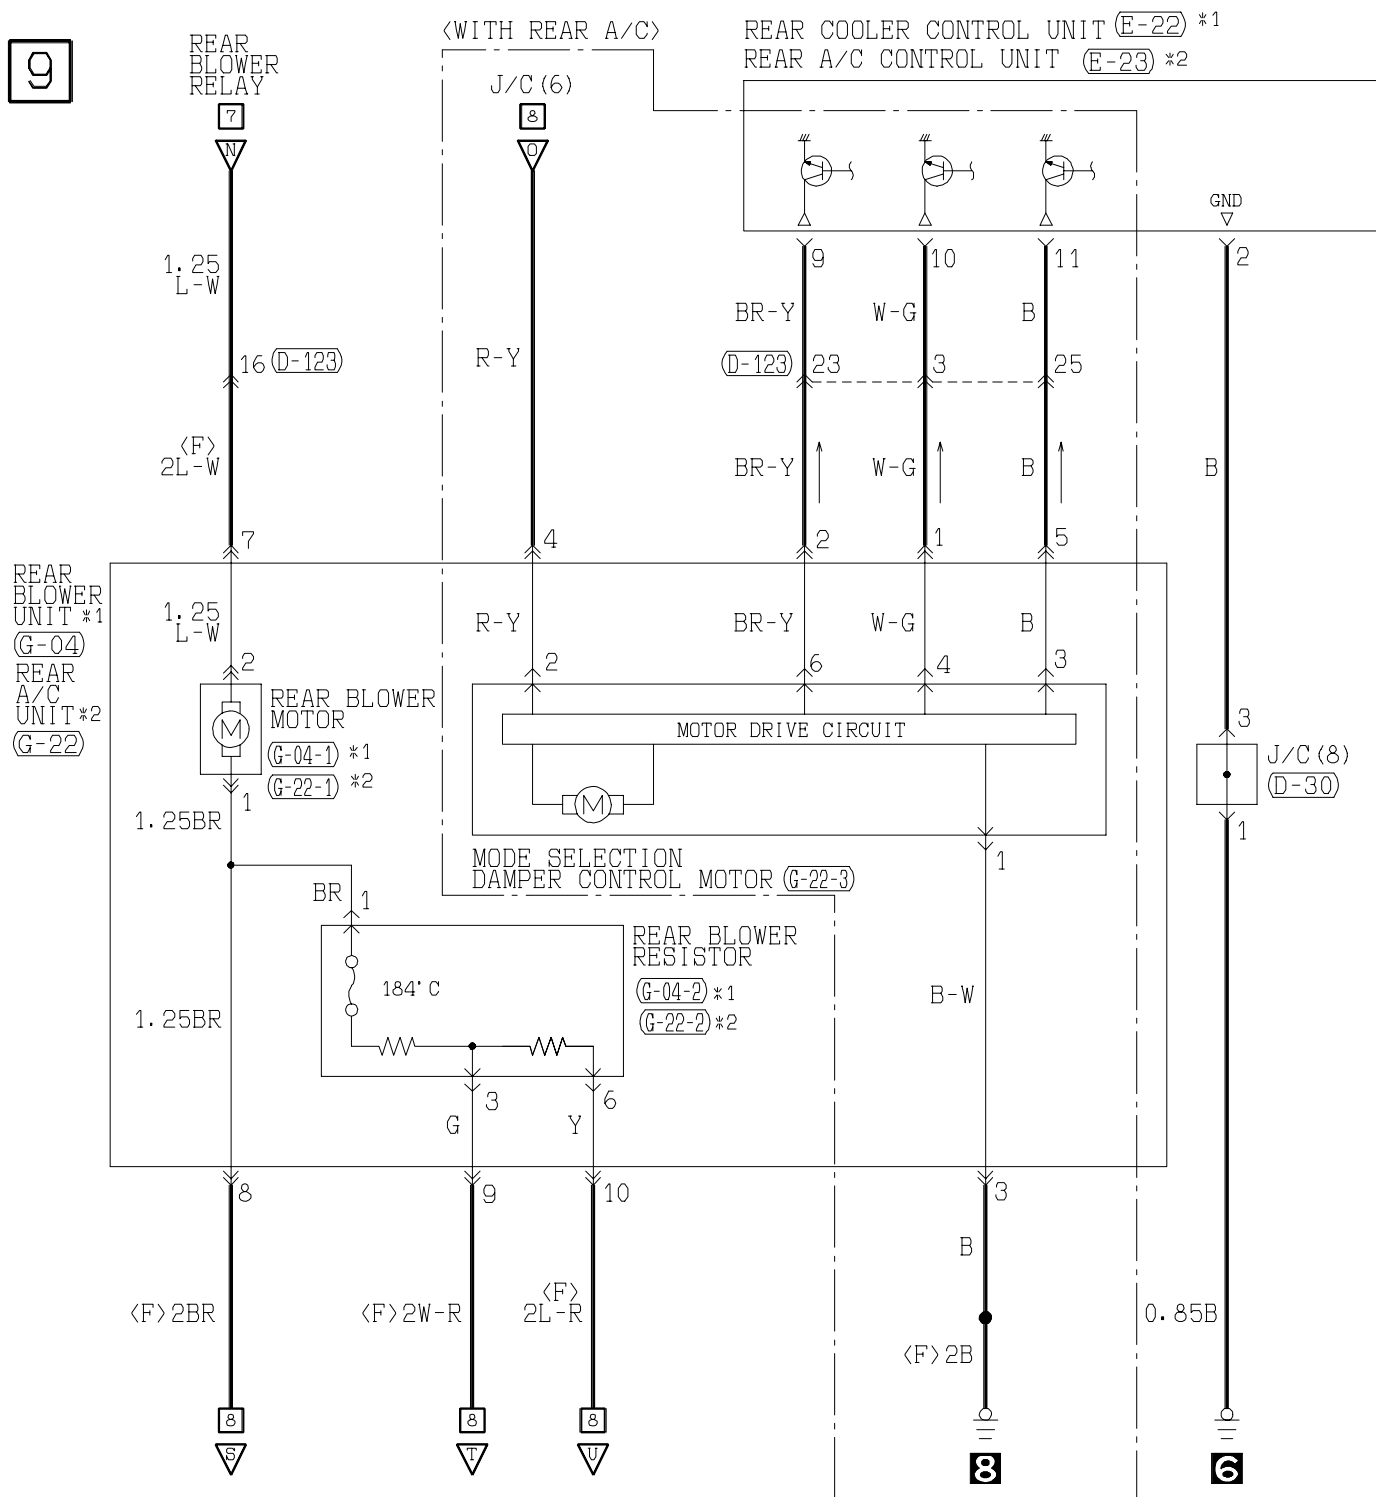 9
REAR
BLOWER
RELAY
7
N
〈WITH REAR A/C〉
J/C(6)
8
O
REAR COOLER CONTROL UNIT (E-22) *1
REAR A/C CONTROL UNIT (E-23) *2
GND
9
10
11
2
1.25
L-W
BR-Y
W-G
B
16 (D-123)
R-Y
(D-123) 23
3
25
〈F〉
2L-W
BR-Y
W-G
B
B
7
4
2
1
5
REAR
BLOWER
UNIT *1
(G-04)
REAR
A/C
UNIT*2
(G-22)
1.25
L-W
R-Y
BR-Y
W-G
B
2
2
6
4
3
M
REAR BLOWER
MOTOR
(G-04-1) *1
(G-22-1) *2
1
MOTOR DRIVE CIRCUIT
M
3
J/C(8)
(D-30)
1
1.25BR
1
MODE SELECTION
DAMPER CONTROL MOTOR (G-22-3)
BR
1
184°C
REAR BLOWER
RESISTOR
(G-04-2) *1
(G-22-2) *2
B-W
1.25BR
3
6
G
Y
8
9
10
3
B
〈F〉2BR
〈F〉2W-R
〈F〉
2L-R
0.85B
〈F〉2B
8
8
8
S
T
U
8
6